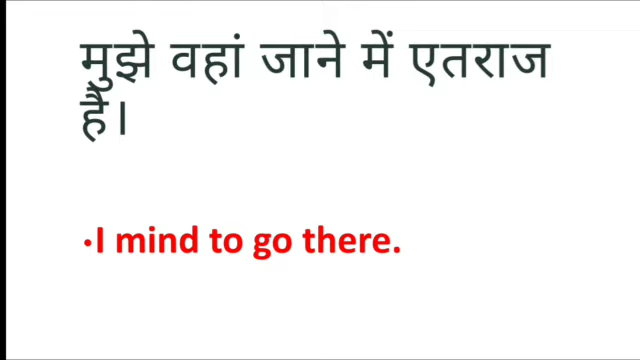 मुझे वहां जाने में एतराज
है।
•I mind to go there.